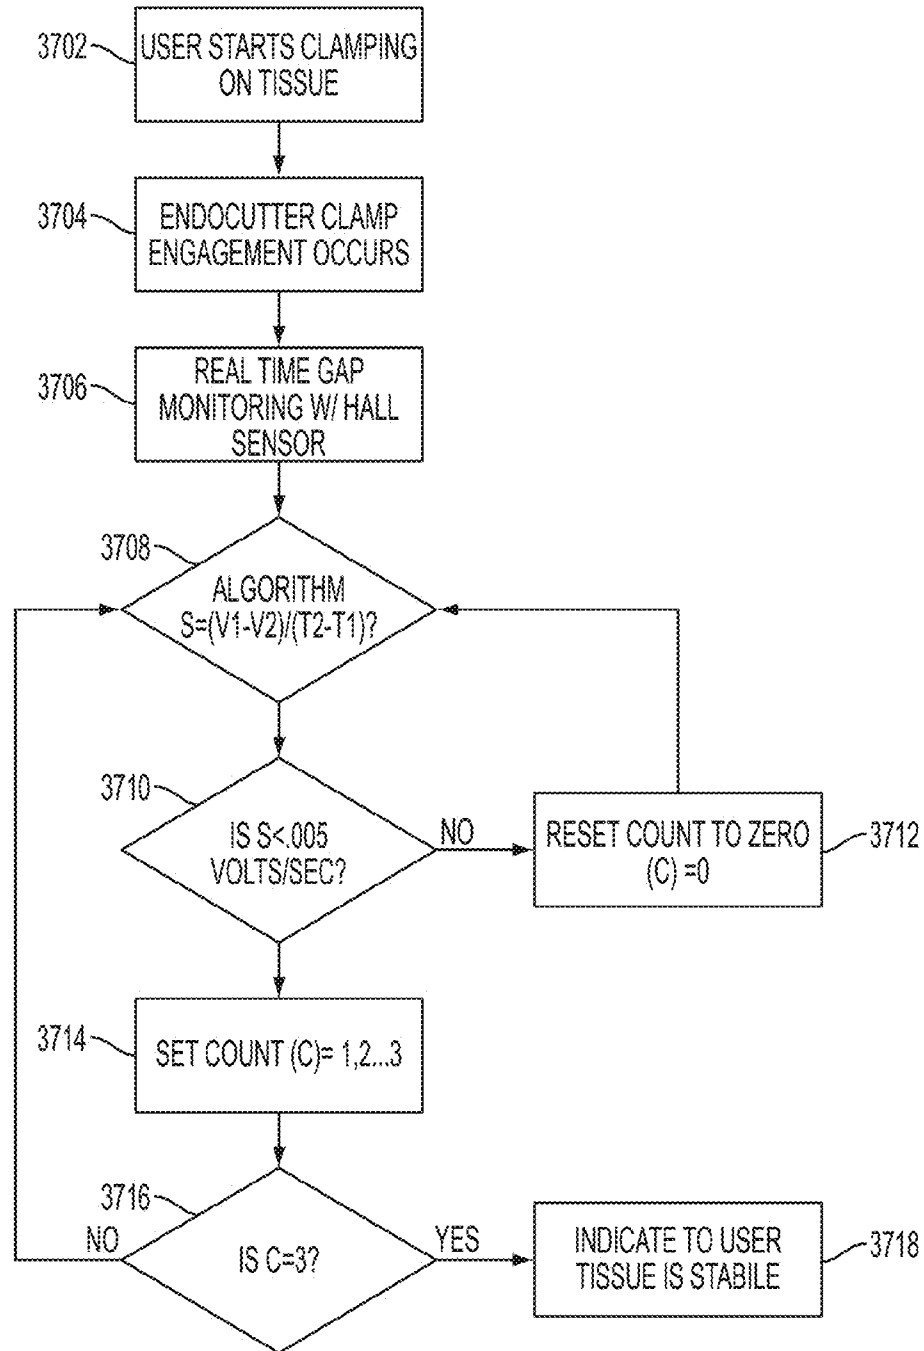 3702
USER STARTS CLAMPING
ON TISSUE
3704
ENDOCUTTER CLAMP
ENGAGEMENT OCCURS
3706
REAL TIME GAP
MONITORING W/ HALL
SENSOR
3708
ALGORITHM
S=(V1-V2)/(T2-T1)?
3710
IS S<.005
VOLTS/SEC?
NO
RESET COUNT TO ZERO
(C) =0
3712
3714
SET COUNT (C)= 1,2...3
3716
NO
IS C=3?
YES
INDICATE TO USER
TISSUE IS STABILE
3718